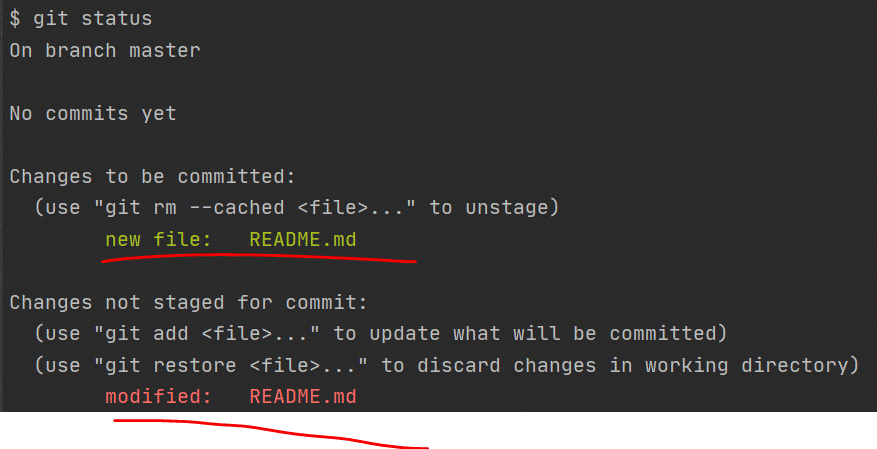 $ git status
On branch master
No commits yet
Changes to be committed:
(use "git rm --cached <file>..." to unstage)
new file:   README.md
Changes not staged for commit:
(use "git add <file>..." to update what will be committed)
(use "git restore <file>..." to discard changes in working directory)
modified:   README.md